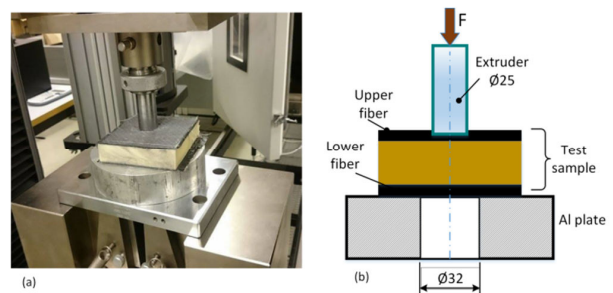 F
Extruder
Ø25
Upper
fiber
Lower
fiber
Test
sample
Al plate
Ø32
(a)
(b)